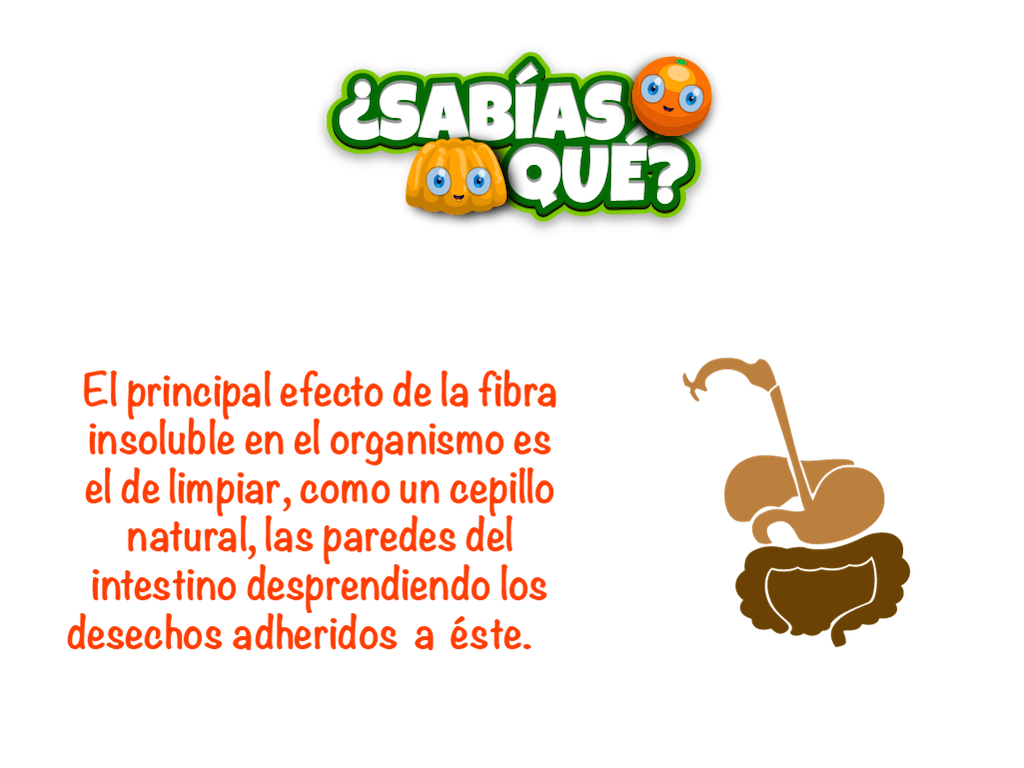 ¿SABÍAS
QUÉ?
El principal efecto de la fibra
insoluble en el organismo es
el de limpiar, como un cepillo
natural, las paredes del
intestino desprendiendo los
desechos adheridos a éste.